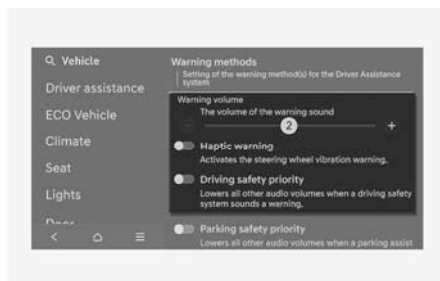 Vehicle
Driver assistance
ECO Vehicle
Climate
Seat
Lights
Door
Warning methods
Setting of the warning method(s) for the Driver Assistance
system
Warning volume
The volume of the warning sound
2
+
Haptic warning
Activates the steering wheel vibration warning.
Driving safety priority
Lowers all other audio volumes when a driving safety
system sounds a warning.
Parking safety priority
Lowers all other audio volumes when a parking assist